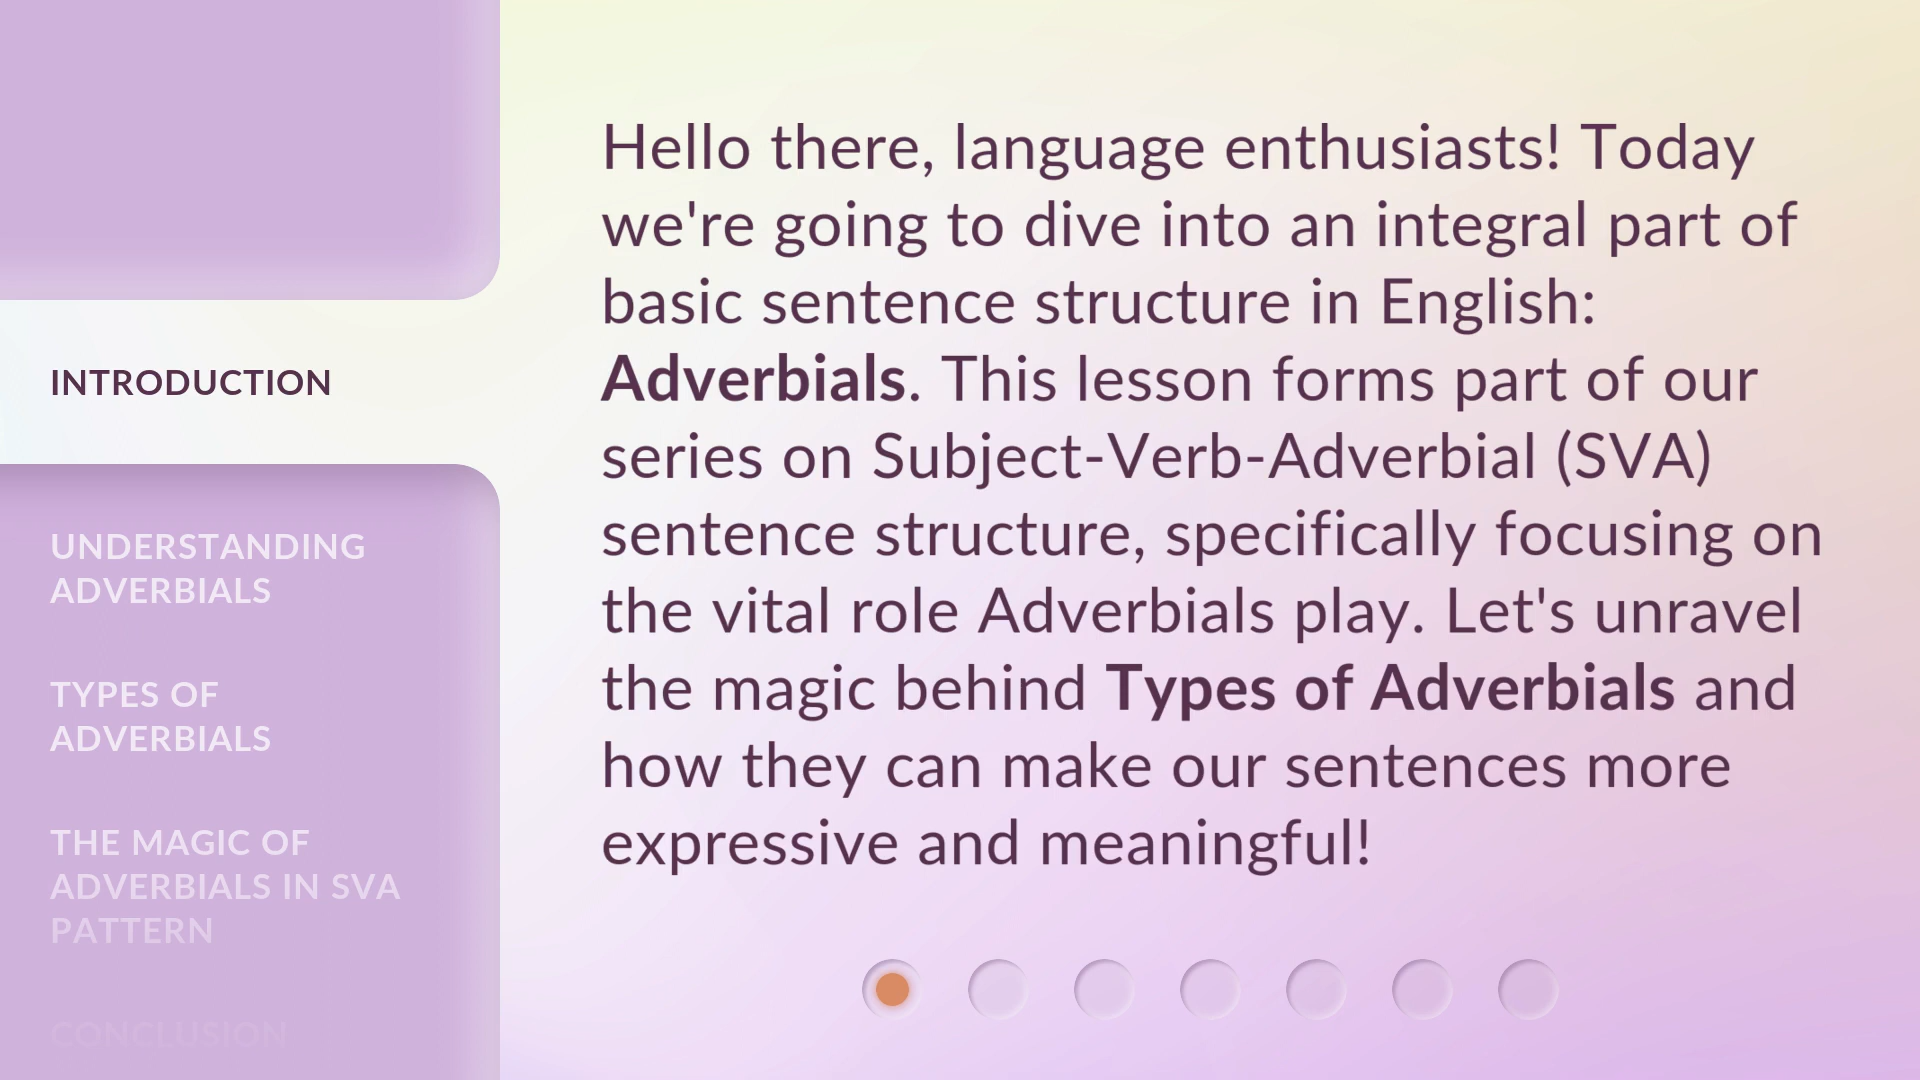 INTRODUCTION
UNDERSTANDING
ADVERBIALS
TYPES OF
ADVERBIALS
THE MAGIC OF
ADVERBIALS IN SVA
PATTERN
CONCLUSION
Hello there, language enthusiasts! Today
we're going to dive into an integral part of
basic sentence structure in English:
Adverbials. This lesson forms part of our
series on Subject-Verb-Adverbial (SVA)
sentence structure, specifically focusing on
the vital role Adverbials play. Let's unravel
the magic behind Types of Adverbials and
how they can make our sentences more
expressive and meaningful!